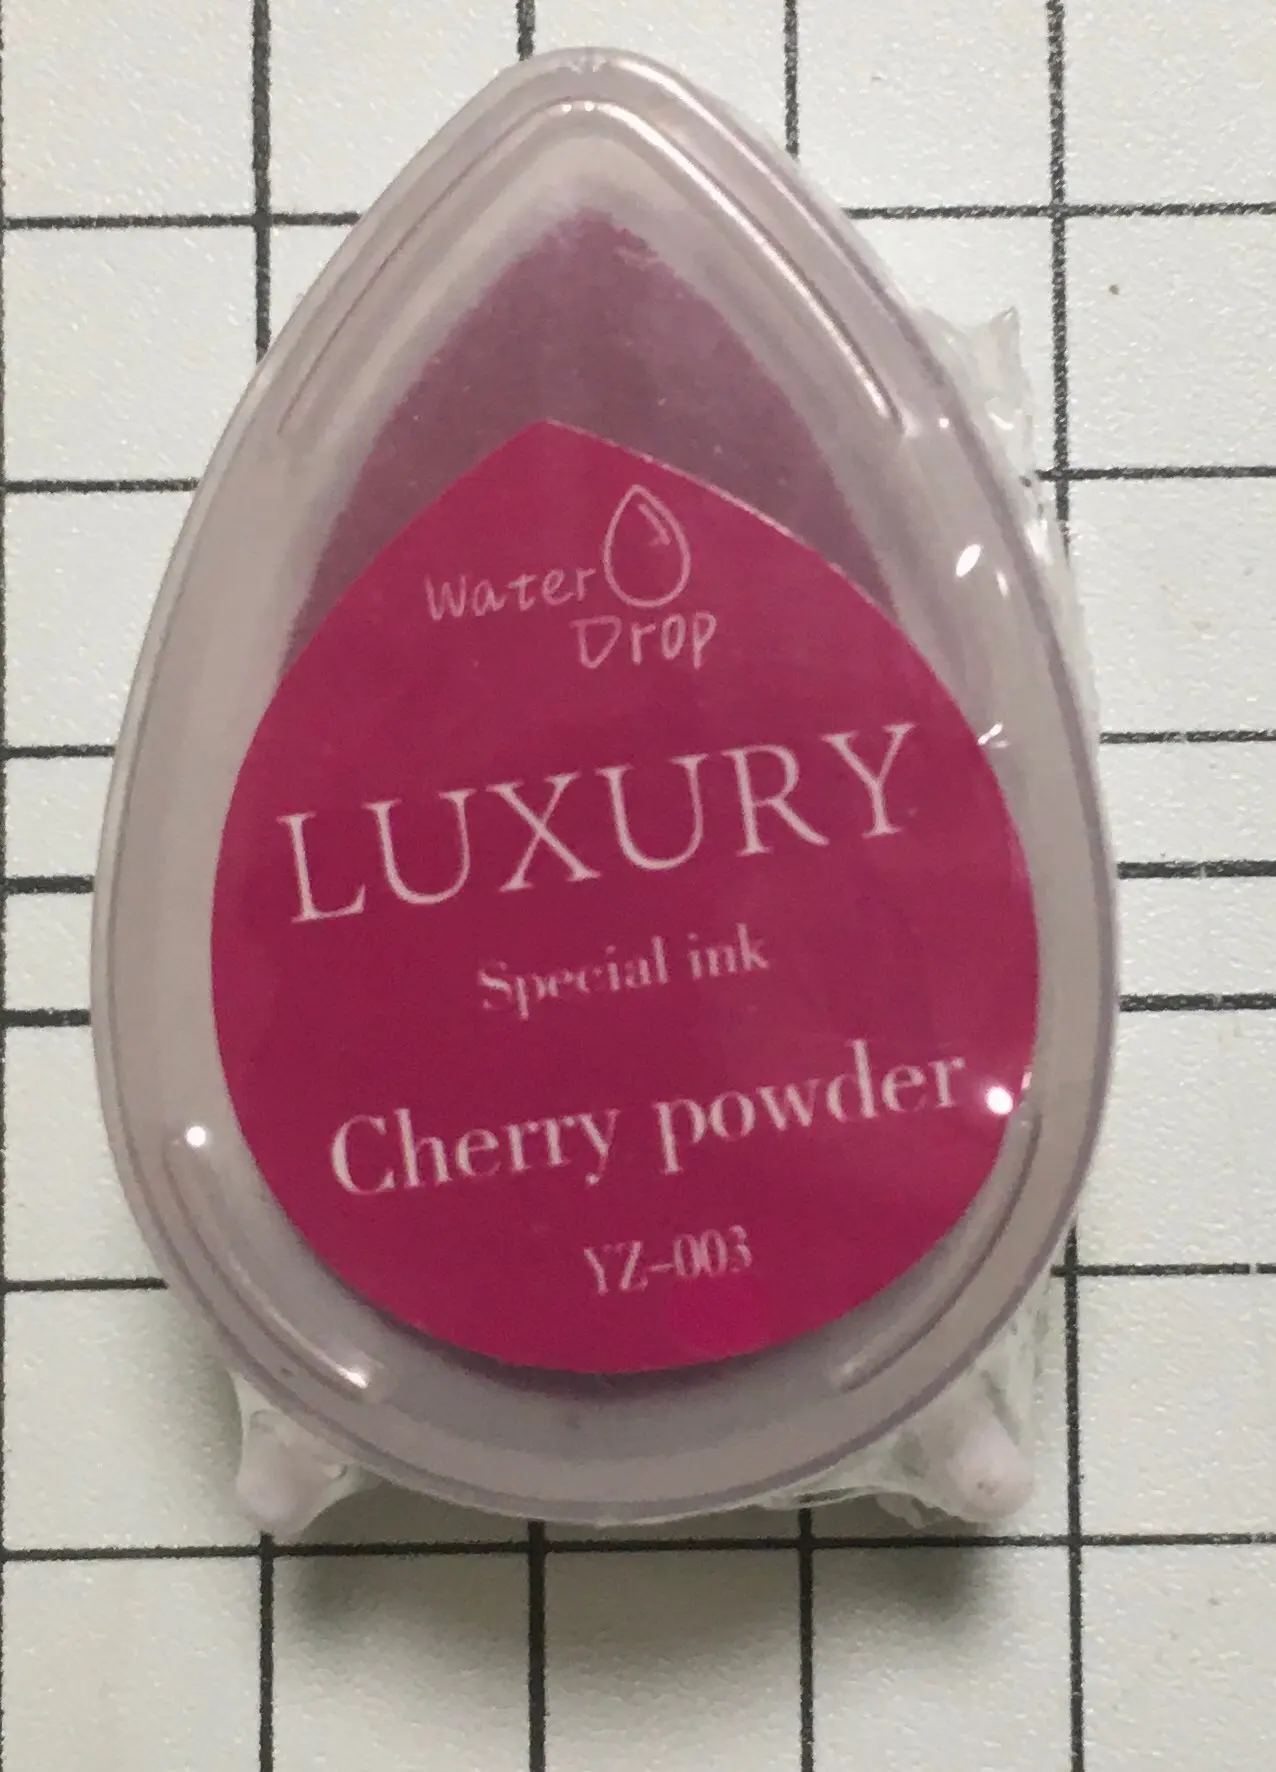 Water
Drop
LUXURY
Special ink
Cherry powder
YZ-003